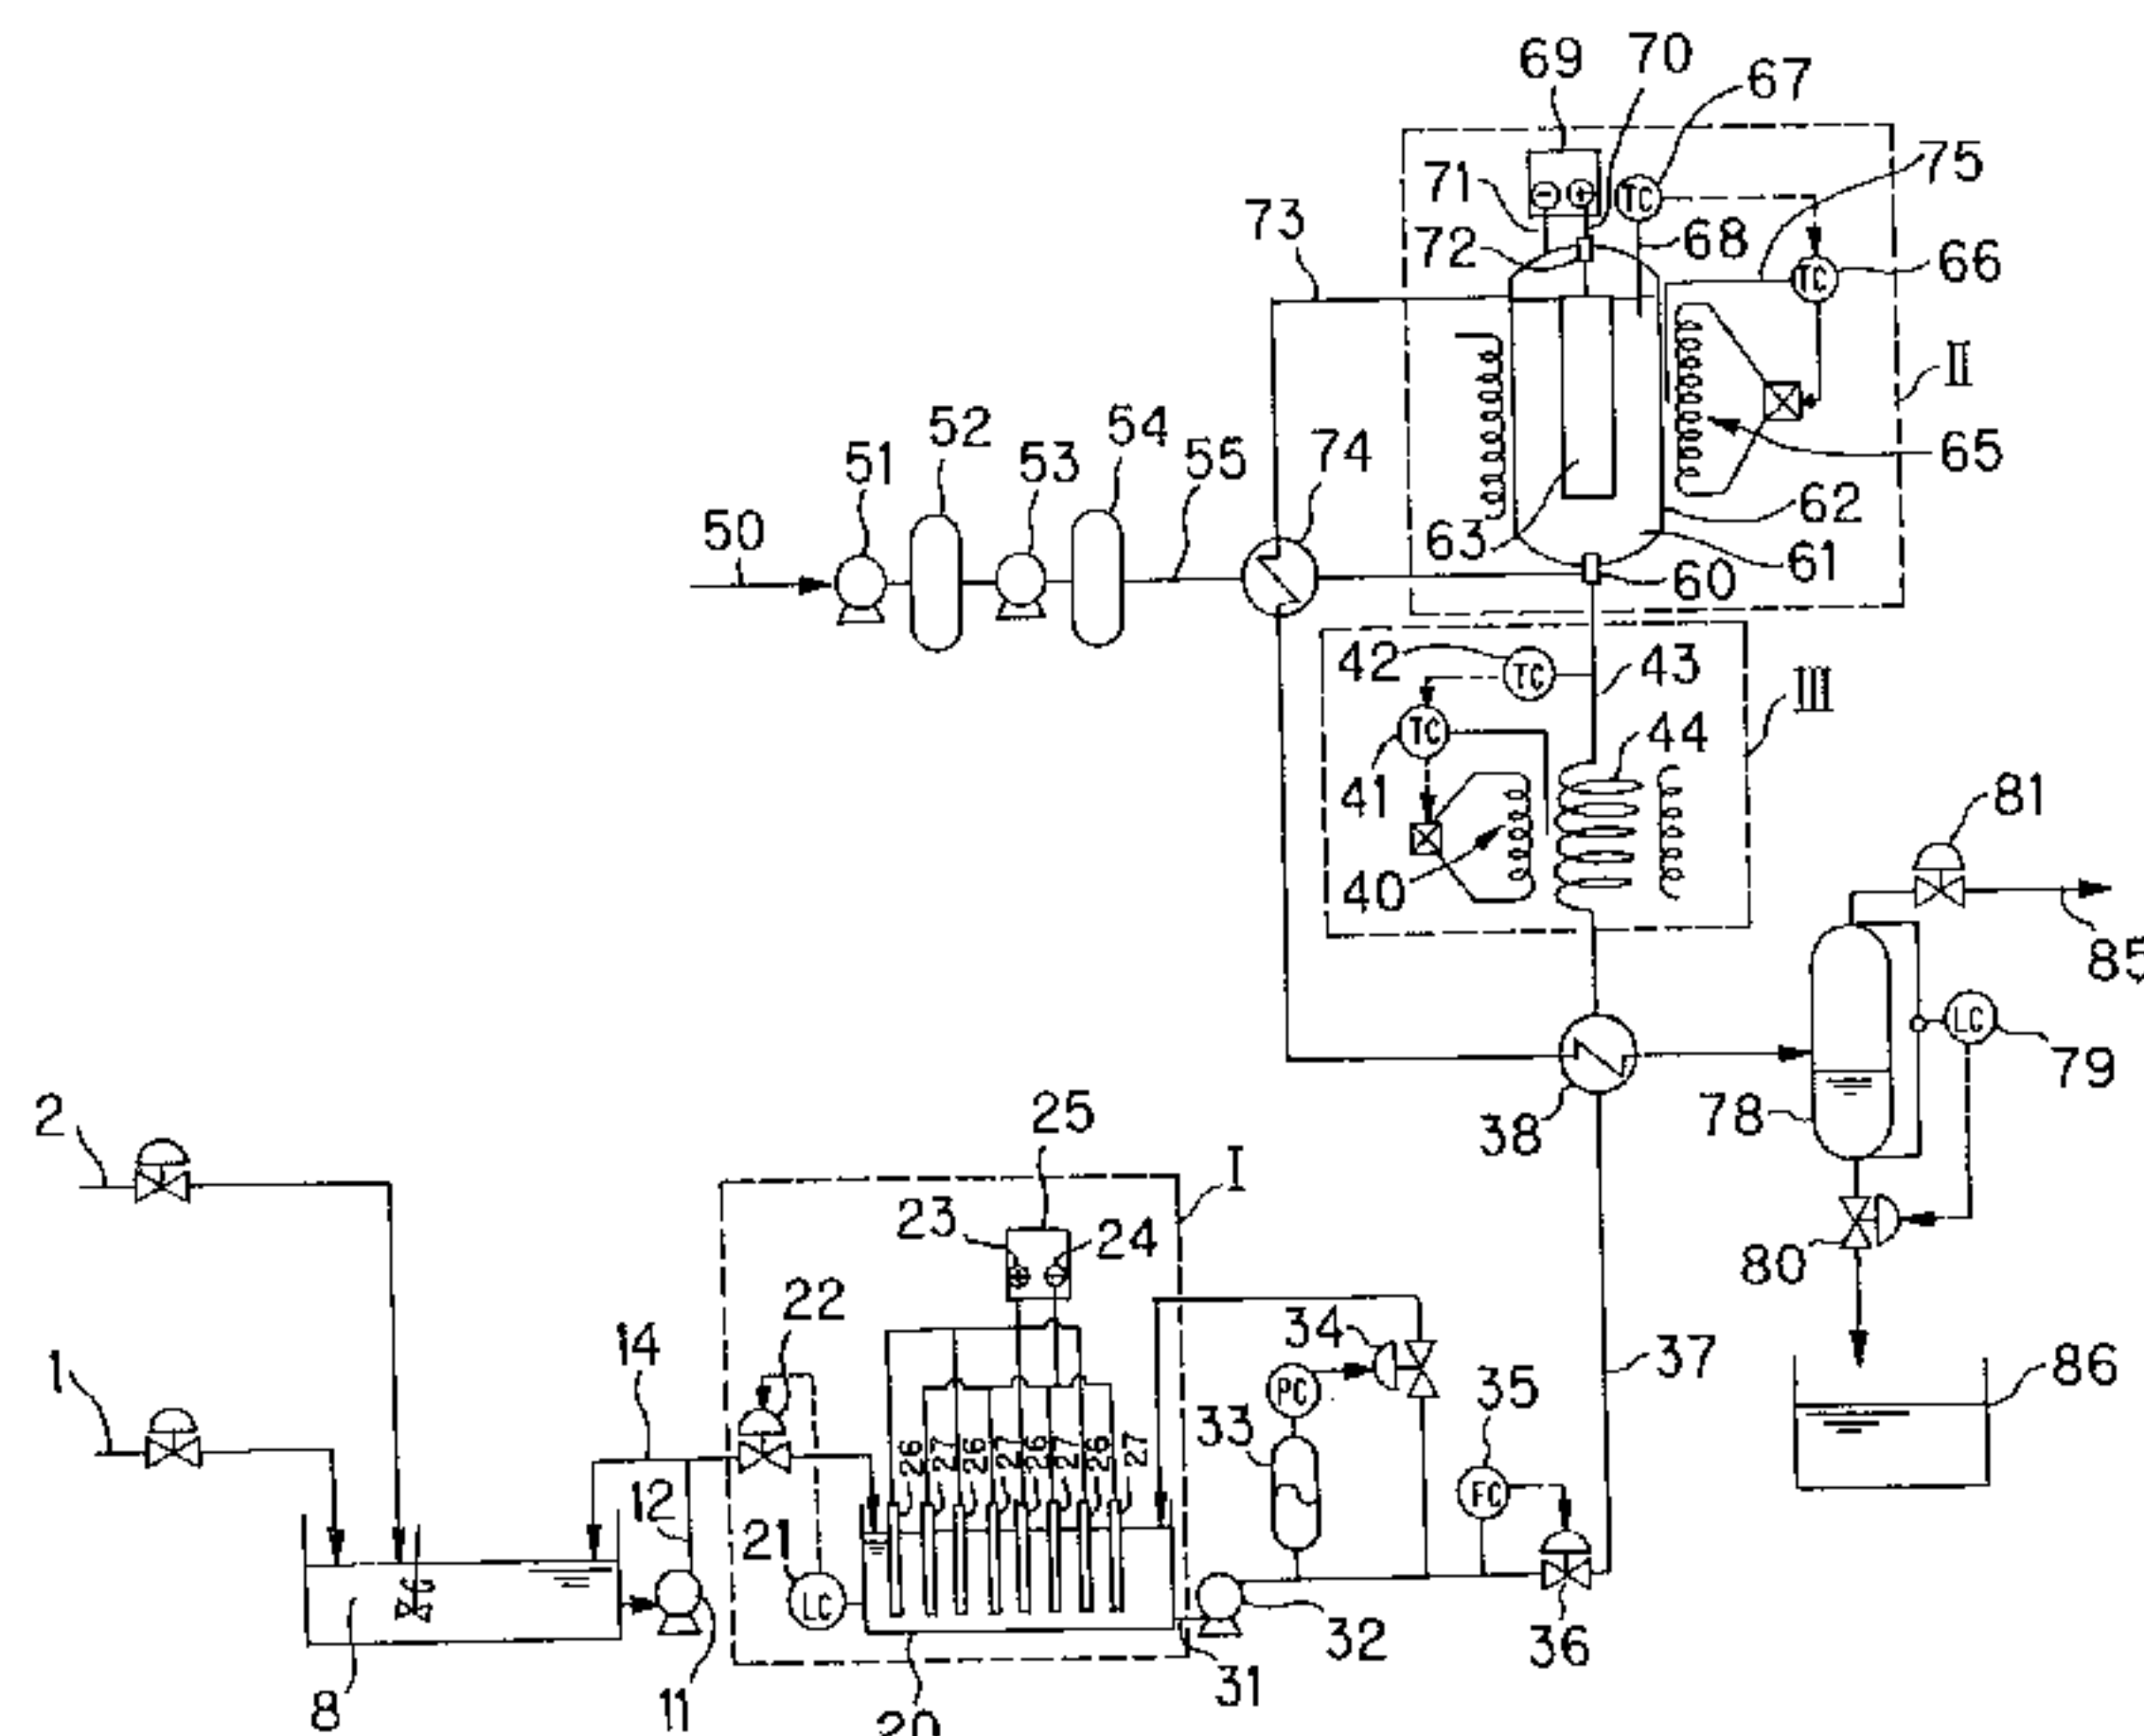 69 70 67
71 − + TC 75
73 72 68 TC 66
II
52 54 74 65
51 53 55 62
50 63 61
60
42 TC 43
III
TC 44
41 81
40
85
LC
79
2 25 38 78
I
23 24
+ −
22 80
14 34 37
1 PC 35 86
33
26 27 26 27 26 27 26 27
12 FC
21
LC
32 36
31
8 11 20